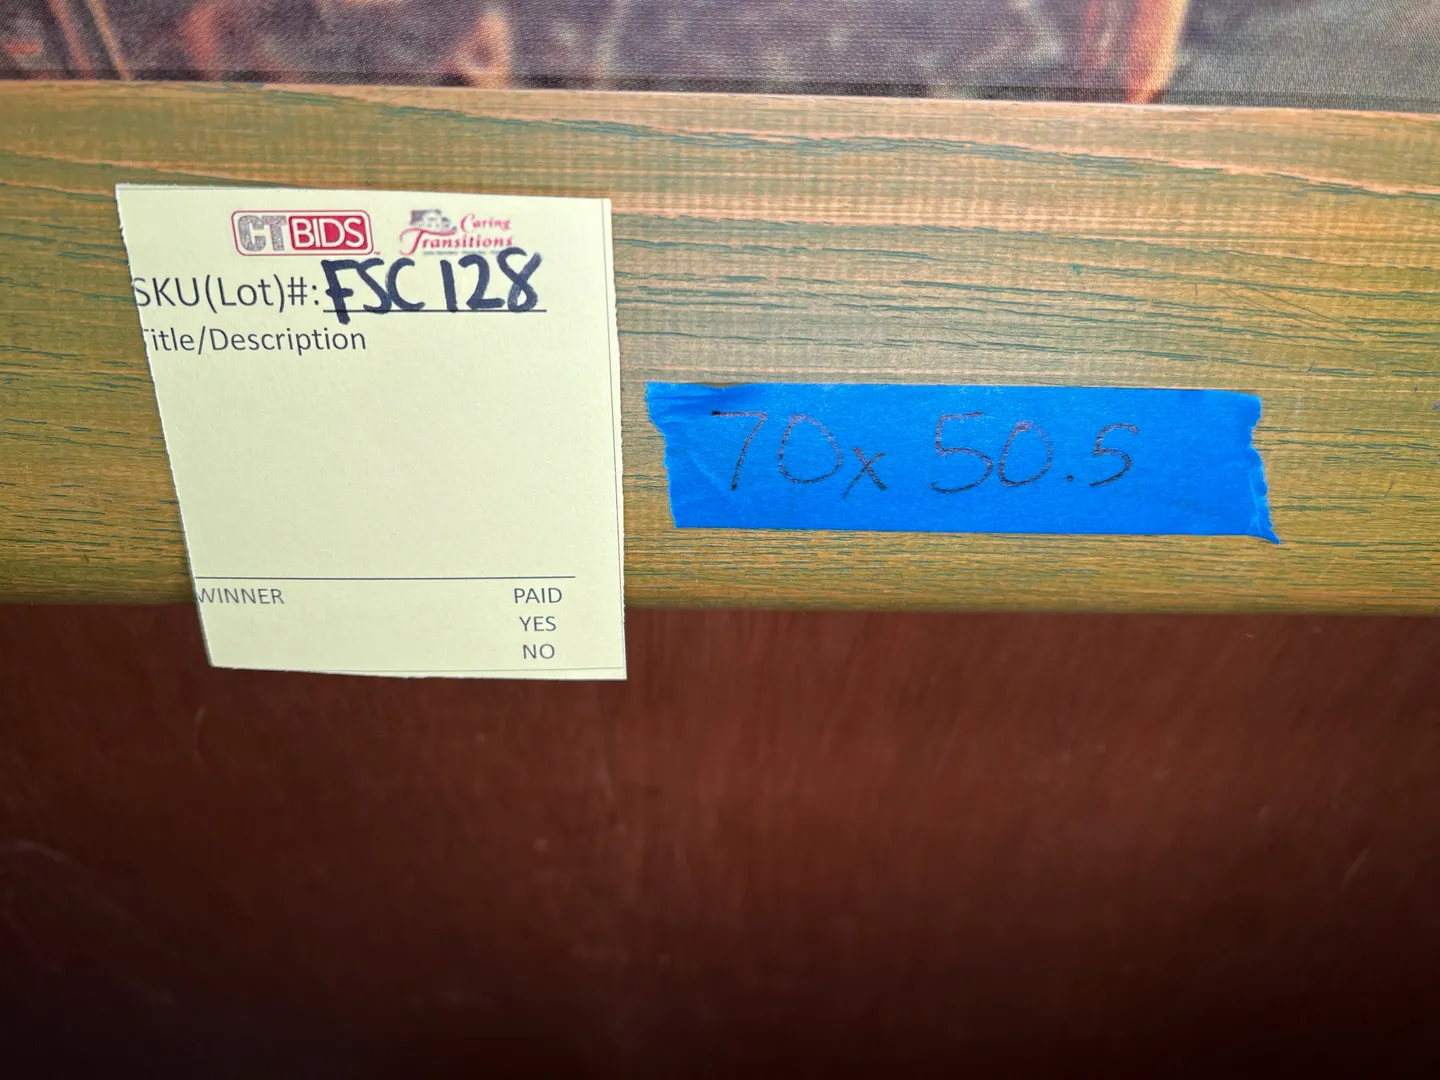 CTBIDS
Caring
Transitions
SKU(Lot)#: FSC 128
Title/Description
WINNER PAID
YES
NO
70x 50.5